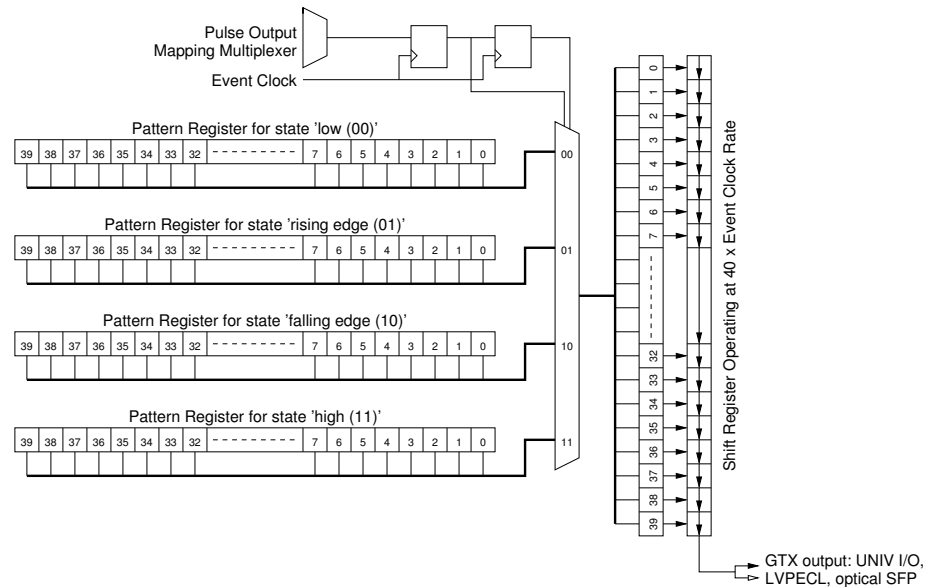 Pulse Output
Mapping Multiplexer
Event Clock
Pattern Register for state 'low (00)'
39 38 37 36 35 34 33 32 7 6 5 4 3 2 1 0
00
Pattern Register for state 'rising edge (01)'
39 38 37 36 35 34 33 32 7 6 5 4 3 2 1 0
01
Pattern Register for state 'falling edge (10)'
39 38 37 36 35 34 33 32 7 6 5 4 3 2 1 0
10
Pattern Register for state 'high (11)'
39 38 37 36 35 34 33 32 7 6 5 4 3 2 1 0
11
0
1
2
3
4
5
6
7
32
33
34
35
36
37
38
39
Shift Register Operating at 40 x Event Clock Rate
GTX output: UNIV I/O,
LVPECL, optical SFP